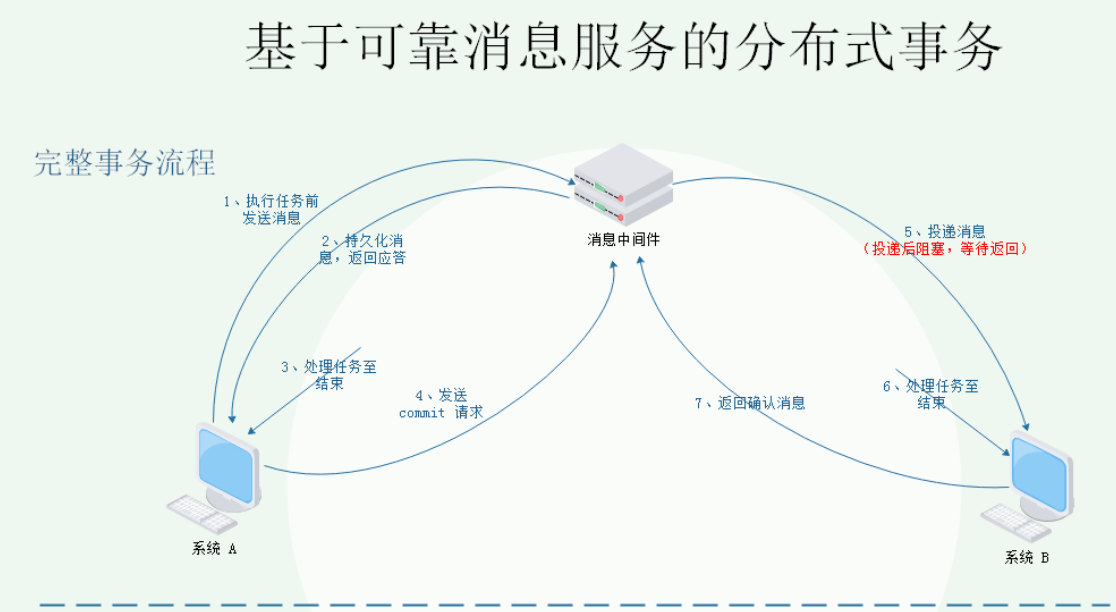 基于可靠消息服务的分布式事务
完整事务流程
1、执行任务前
发送消息
2、持久化消
息，返回应答
消息中间件
5、投递消息
（投递后阻塞，等待返回）
3、处理任务至
结束
4、发送
commit 请求
7、返回确认消息
6、处理任务至
结束
系统 A
系统 B